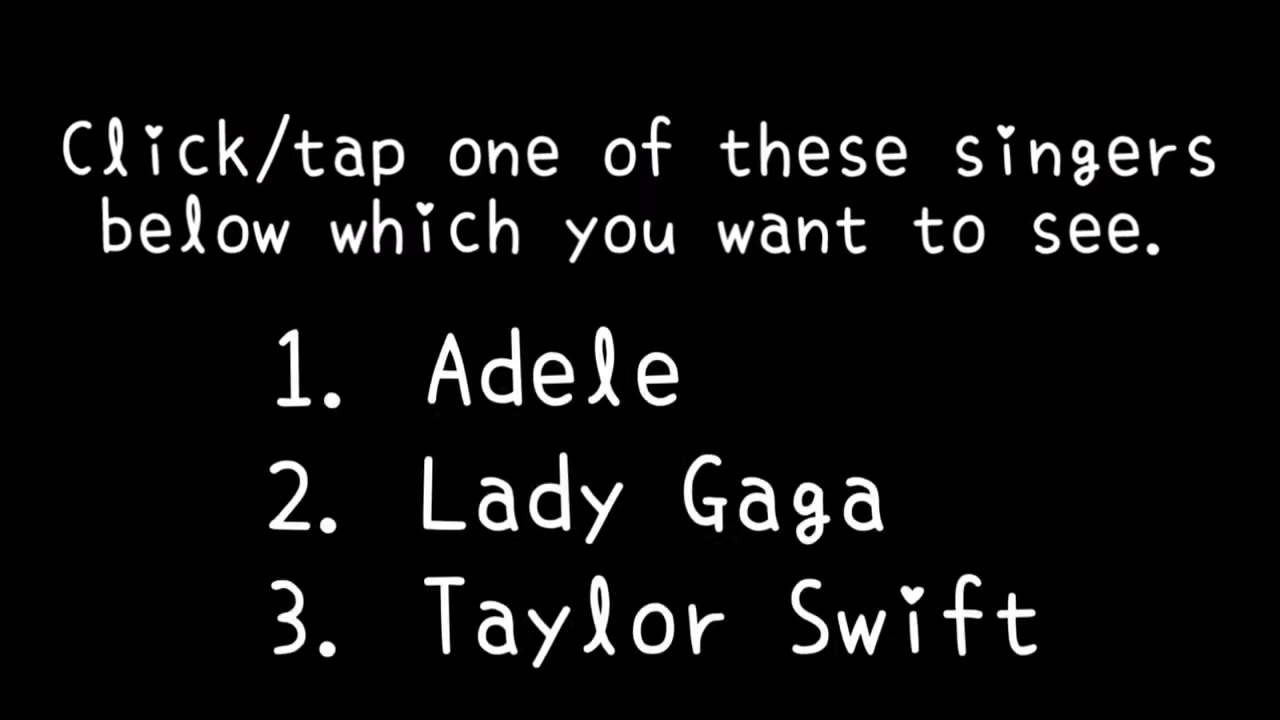 Click/tap one of these singers
below which you want to see.
1. Adele
2. Lady Gaga
3. Taylor Swift